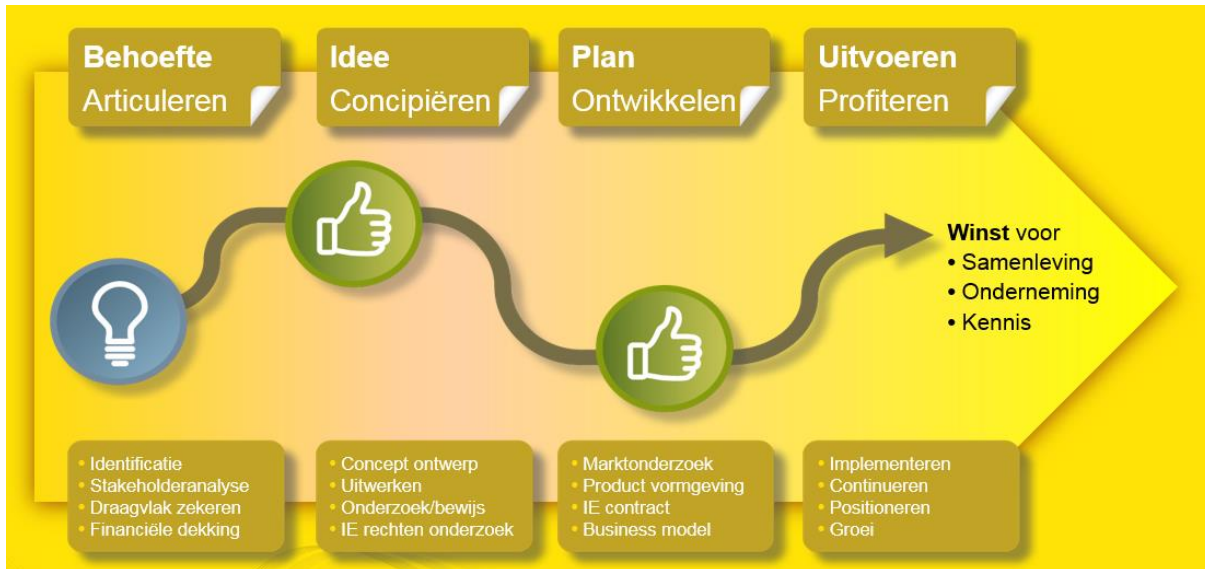 Behoefte
Articuleren
Idee
Concipiëren
Plan
Ontwikkelen
Uitvoeren
Profiteren
Winst voor
• Samenleving
• Onderneming
• Kennis
• Identificatie
• Stakeholderanalyse
• Draagvlak zekeren
• Financiële dekking
• Concept ontwerp
• Uitwerken
• Onderzoek/bewijs
• IE rechten onderzoek
• Marktonderzoek
• Product vormgeving
• IE contract
• Business model
• Implementeren
• Continueren
• Positioneren
• Groei